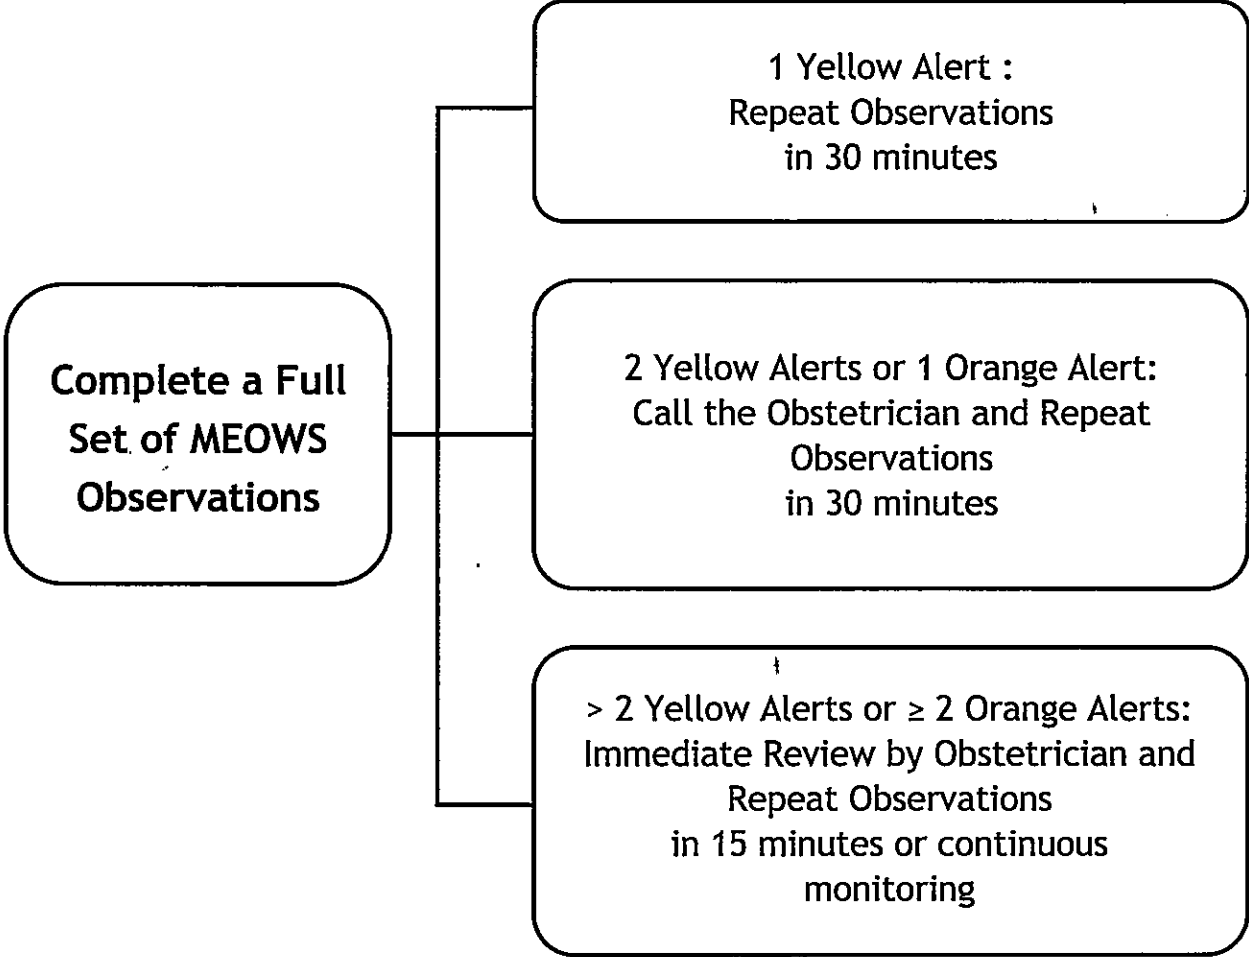 Complete a Full
Set of MEOWS
Observations
1 Yellow Alert :
Repeat Observations
in 30 minutes
2 Yellow Alerts or 1 Orange Alert:
Call the Obstetrician and Repeat
Observations
in 30 minutes
> 2 Yellow Alerts or ≥ 2 Orange Alerts:
Immediate Review by Obstetrician and
Repeat Observations
in 15 minutes or continuous
monitoring